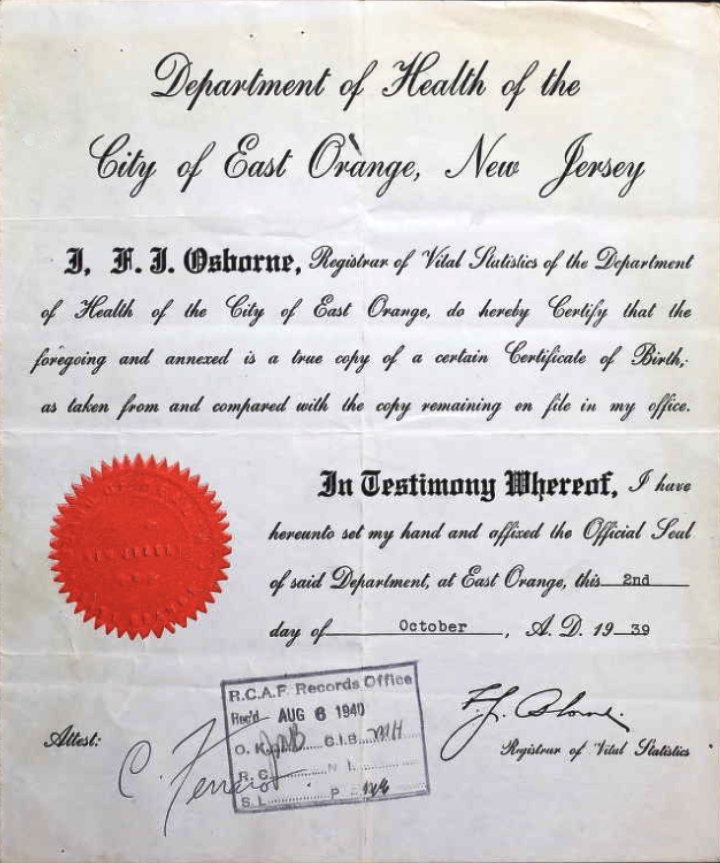 Department of Health of the
City of East Orange, New Jersey
I, F. J. Osborne, Registrar of Vital Statistics of the Department
of Health of the City of East Orange, do hereby Certify that the
foregoing and annexed is a true copy of a certain Certificate of Birth,
as taken from and compared with the copy remaining on file in my office.
In Testimony Whereof, I have
hereunto set my hand and affixed the Official Seal
of said Department, at East Orange, this 2nd
day of October, A. D. 19 39
R.C.A.F. Records Office
Rec'd AUG 6 1940
O. K. C.I.B. MH
R. C. N I.
S. L. P
Attest:
F. J. Osborne.
Registrar of Vital Statistics